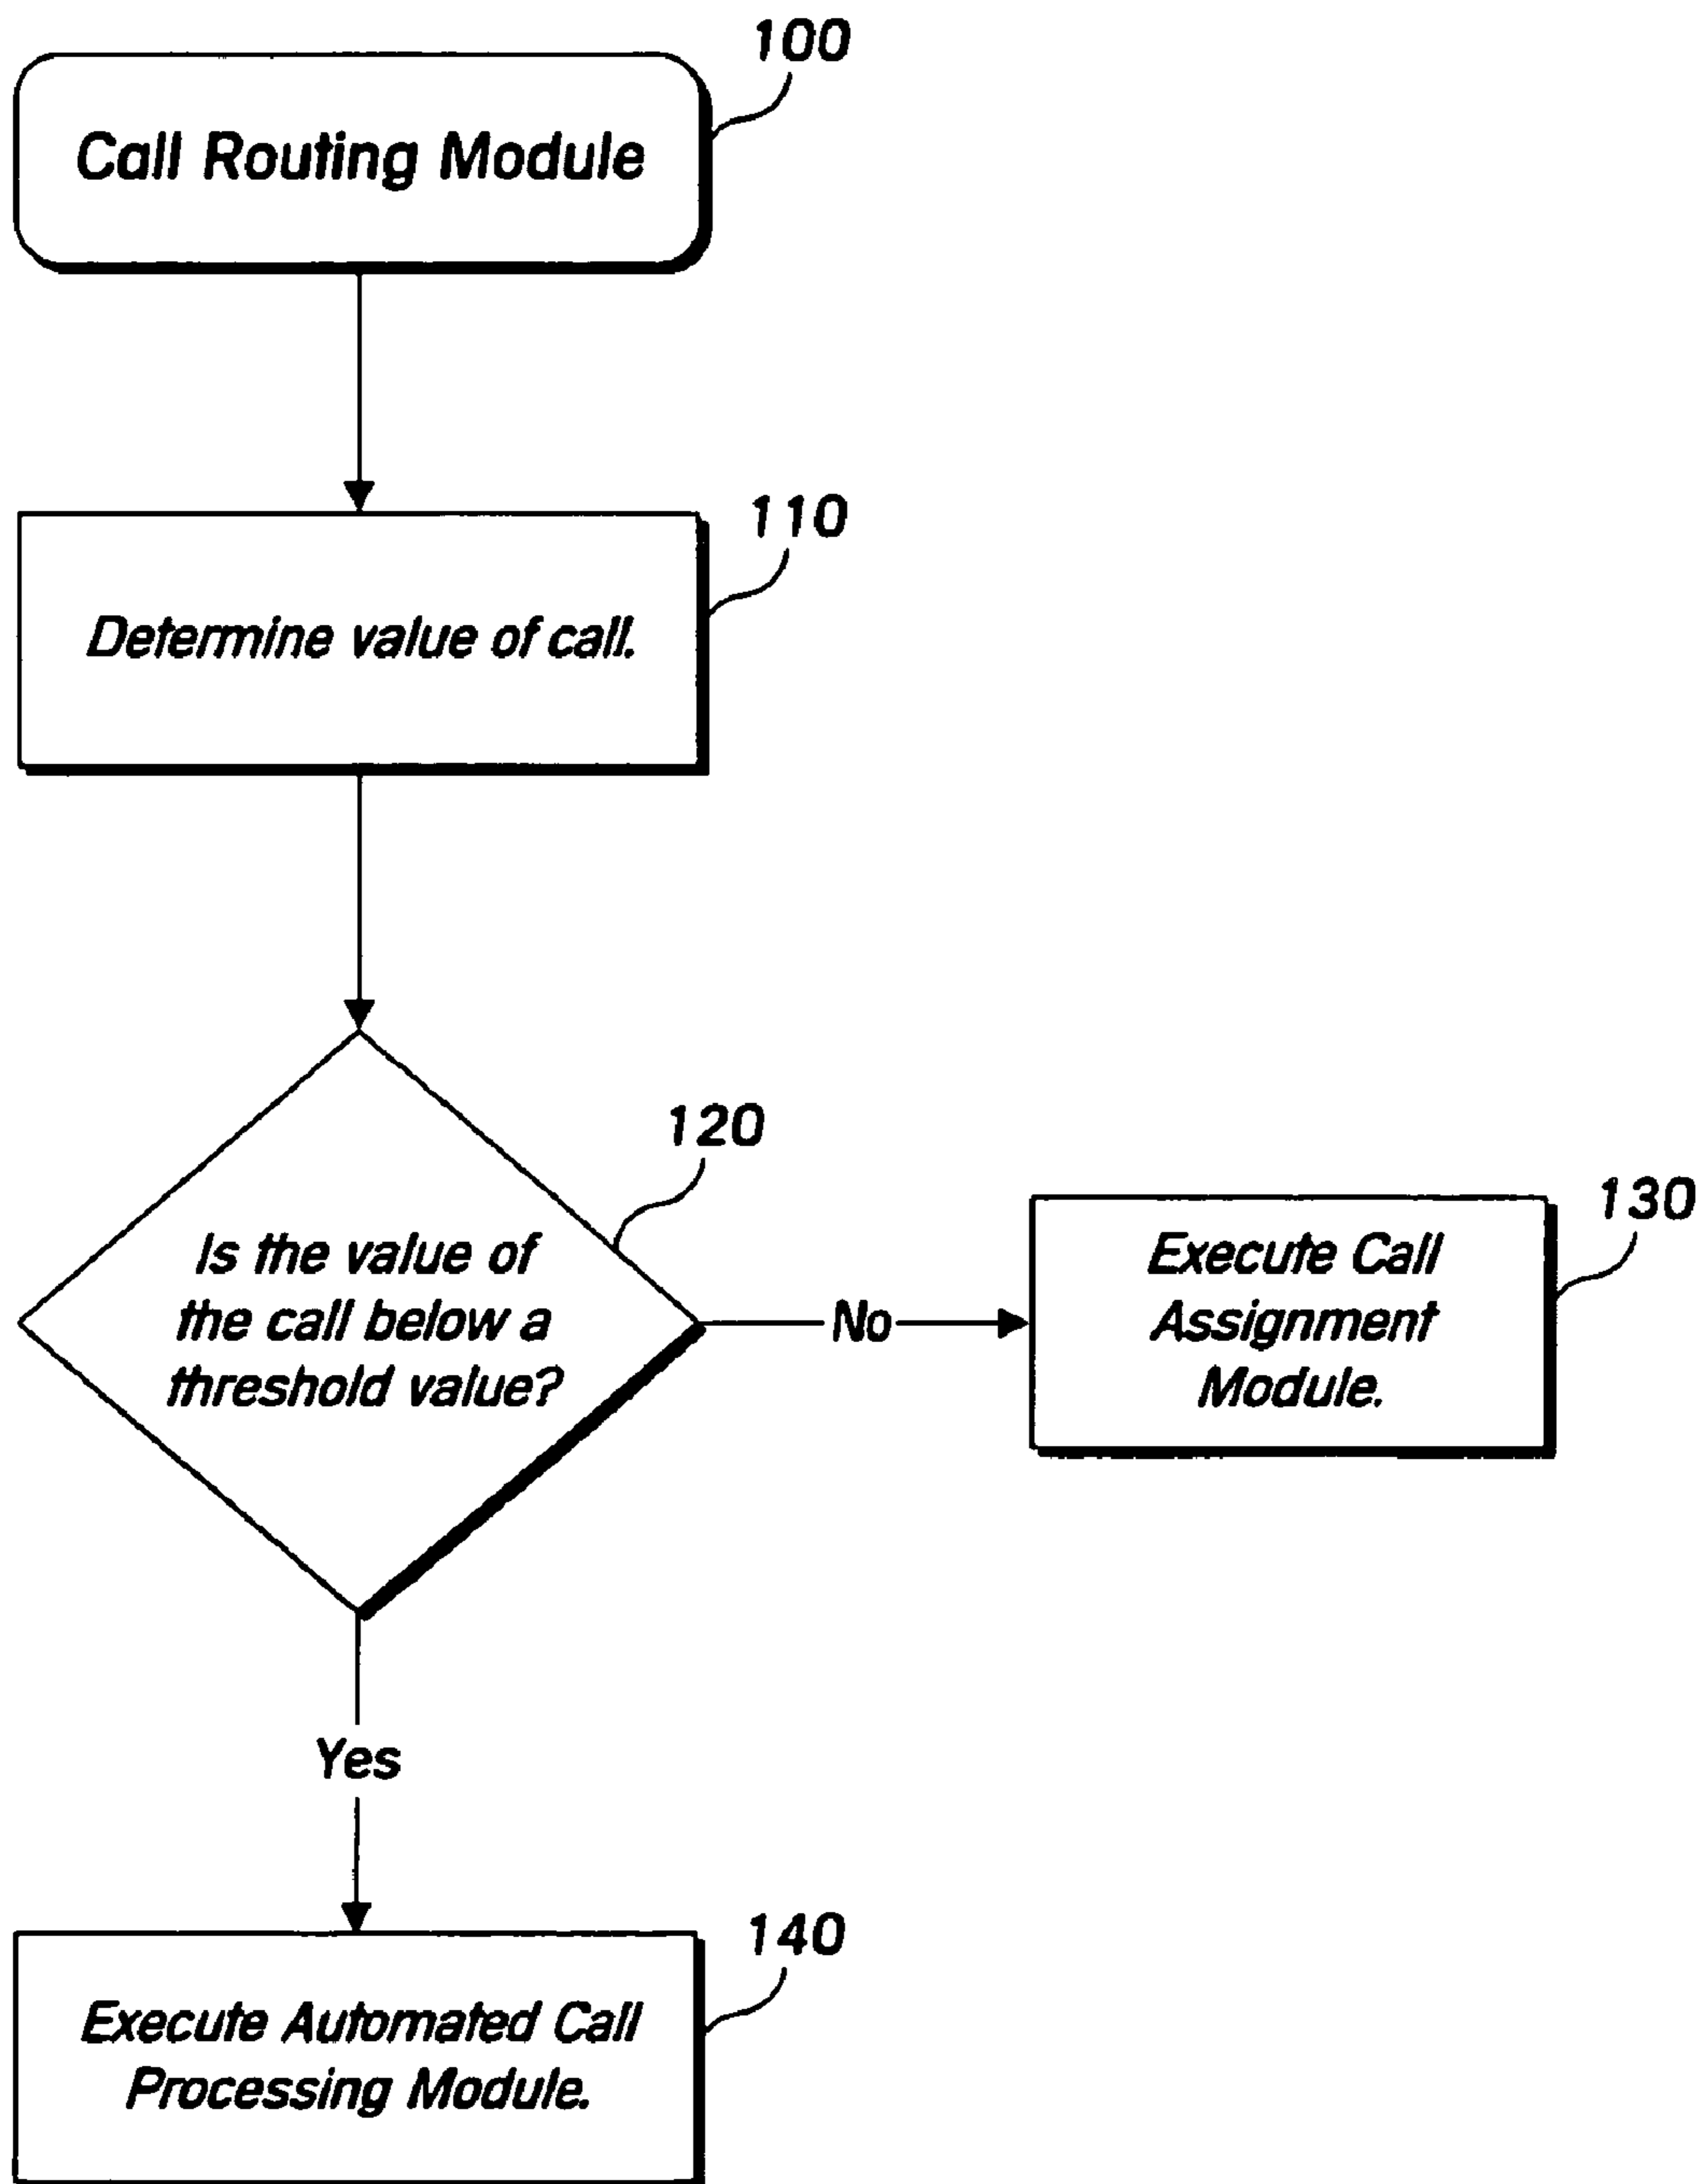 100
Call Routing Module
110
Determine value of call.
120
Is the value of
the call below a
threshold value?
No
130
Execute Call
Assignment
Module.
Yes
140
Execute Automated Call
Processing Module.